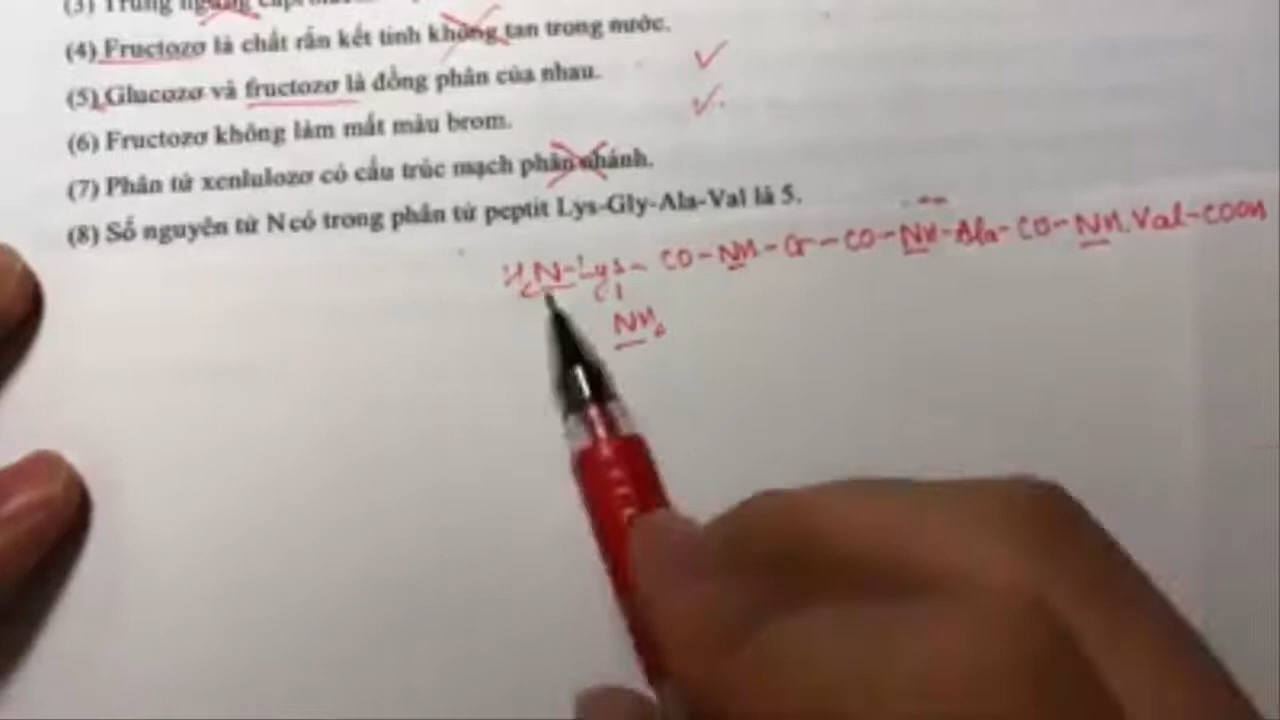 (3) Trùng ngưng
(4) Fructozơ là chất rắn kết tinh không tan trong nước.
(5) Glucozơ và fructozơ là đồng phân của nhau.
(6) Fructozơ không làm mất màu brom.
(7) Phân tử xenlulozơ có cấu trúc mạch phân nhánh.
(8) Số nguyên tử N có trong phân tử peptit Lys-Gly-Ala-Val là 5.
H2N-Lys-CO-NH-G-CO-NH-Ala-CO-NH.Val-COOH
NH2